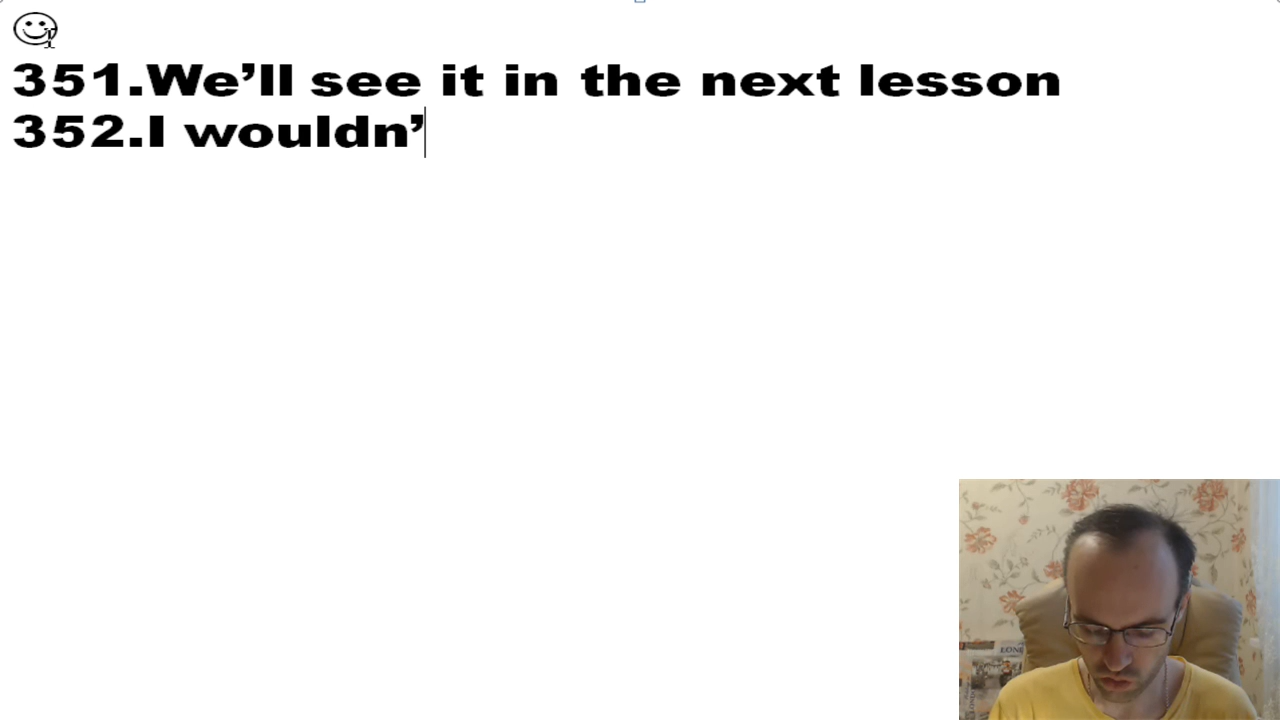 351.We’ll see it in the next lesson
352.I wouldn’